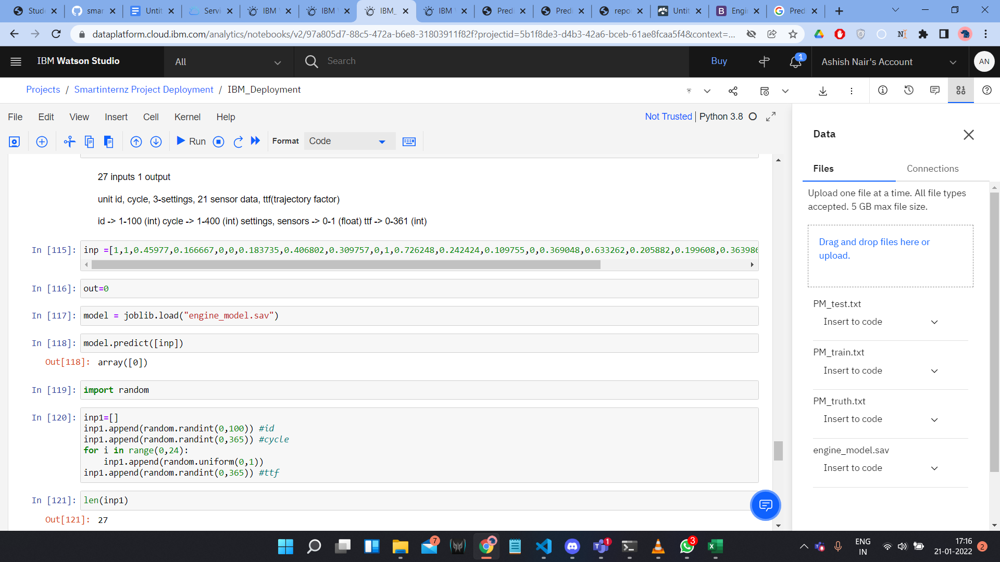 Stude
smar
Untit
Servi
IBM W
IBM W
IBM_
IBM W
Predi
Predi
repo
Untit
Engi
Pred
dataplatform.cloud.ibm.com/analytics/notebooks/v2/97a805d7-88c5-472a-b6e8-31803911f82f?projectid=5b1f8de3-d4b3-42a6-bceb-61ae8fcaa5f4&context=...
IBM Watson Studio
All
Search
Buy
1
Ashish Nair's Account
AN
Projects / Smartinternz Project Deployment / IBM_Deployment
File Edit View Insert Cell Kernel Help
Not Trusted Python 3.8
Run
Format Code
27 inputs 1 output
unit id, cycle, 3-settings, 21 sensor data, ttf(trajectory factor)
id -> 1-100 (int) cycle -> 1-400 (int) settings, sensors -> 0-1 (float) ttf -> 0-361 (int)
In [115]: inp =[1,1,0.45977,0.166667,0,0,0.183735,0.406802,0.309757,0,1,0.726248,0.242424,0.109755,0,0.369048,0.633262,0.205882,0.199608,0.363986
In [116]: out=0
In [117]: model = joblib.load("engine_model.sav")
In [118]: model.predict([inp])
Out[118]: array([0])
In [119]: import random
In [120]: inp1=[]
inp1.append(random.randint(0,100)) #id
inp1.append(random.randint(0,365)) #cycle
for i in range(0,24):
    inp1.append(random.uniform(0,1))
inp1.append(random.randint(0,365)) #ttf
In [121]: len(inp1)
Out[121]: 27
Data
Files
Connections
Upload one file at a time. All file types
accepted. 5 GB max file size.
Drag and drop files here or
upload.
PM_test.txt
Insert to code
PM_train.txt
Insert to code
PM_truth.txt
Insert to code
engine_model.sav
Insert to code
7
1
3
ENG
IN
17:16
21-01-2022
2